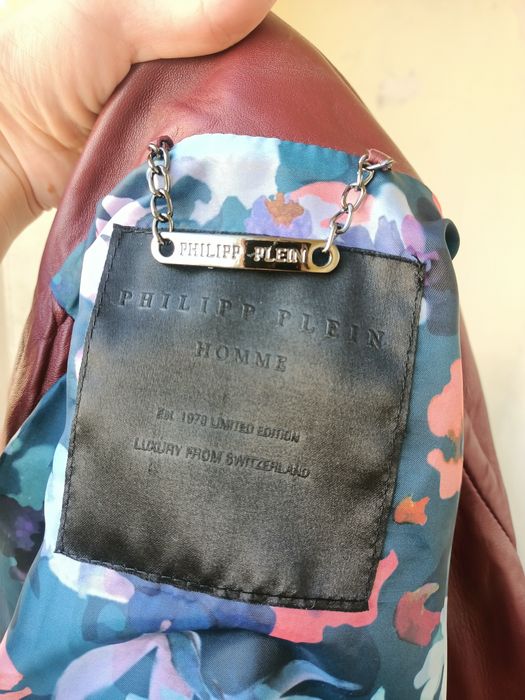 PHILIPP PLEIN
PHILIPP PLEIN
HOMME
Est. 1978 LIMITED EDITION
LUXURY FROM SWITZERLAND